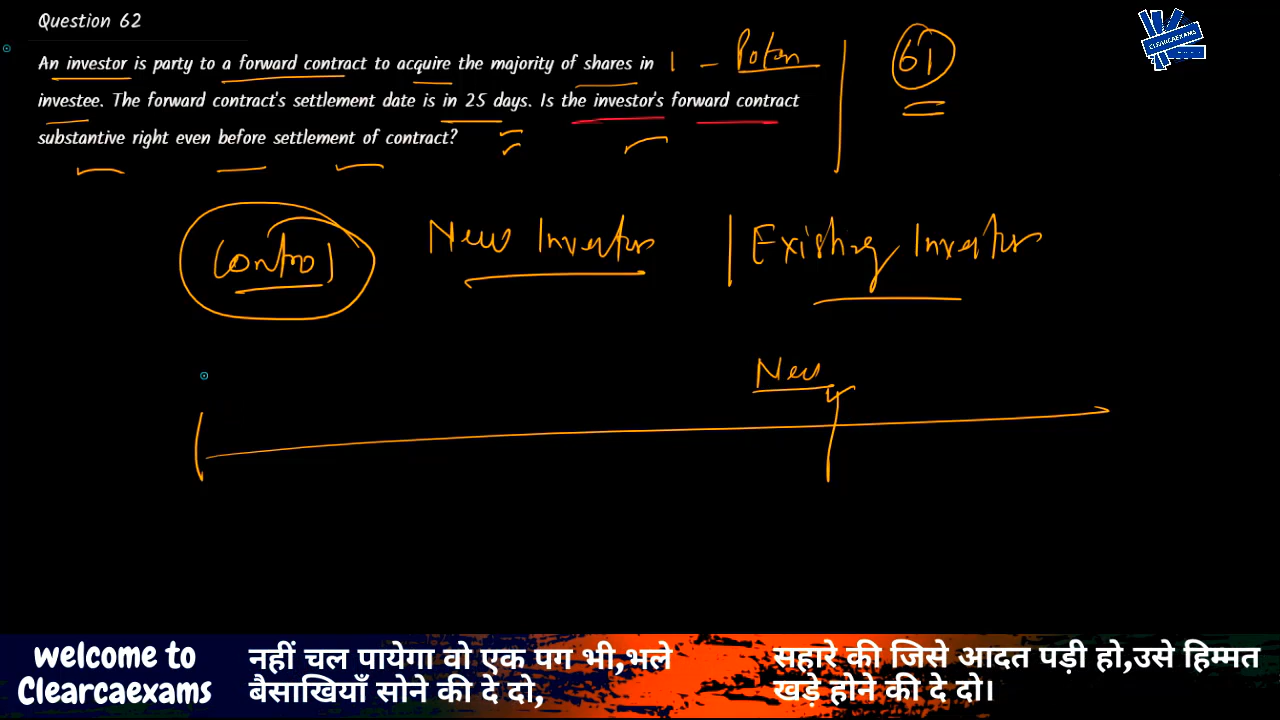 Question 62
An investor is party to a forward contract to acquire the majority of shares in
investee. The forward contract's settlement date is in 25 days. Is the investor's forward contract
substantive right even before settlement of contract?
61
CLEARCAEXAMS
Control
New Investor
Existing Investor
New
welcome to
Clearcaexams
नहीं चल पायेगा वो एक पग भी,भले
बैसाखियाँ सोने की दे दो,
सहारे की जिसे आदत पड़ी हो,उसे हिम्मत
खड़े होने की दे दो।